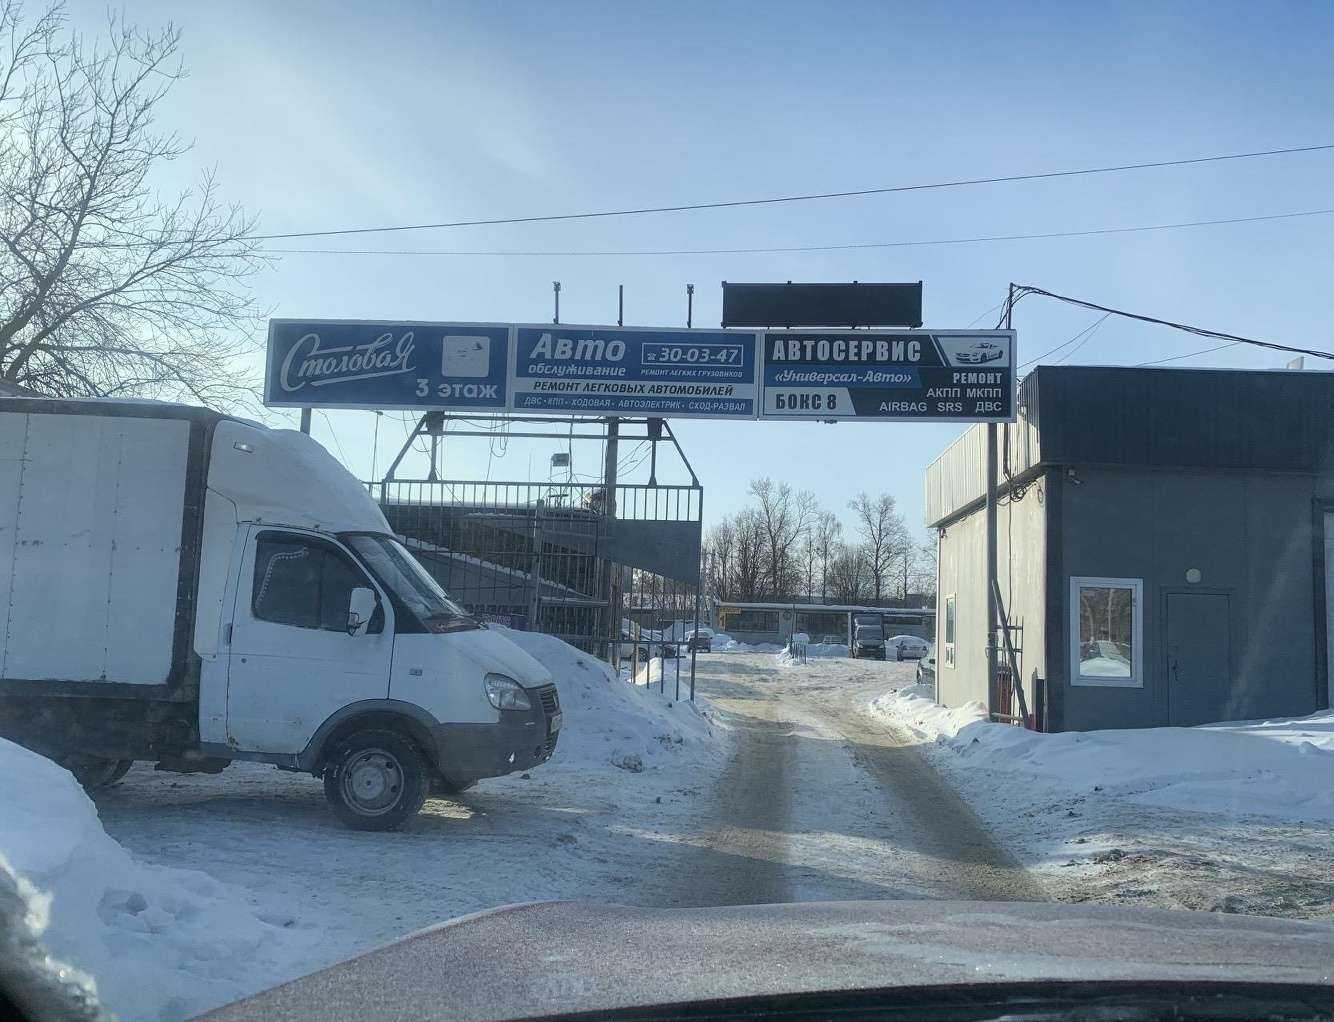 Столовая
3 этаж
Авто
обслуживание
30-03-47
РЕМОНТ ЛЕГКИХ ГРУЗОВИКОВ
РЕМОНТ ЛЕГКОВЫХ АВТОМОБИЛЕЙ
ДВС • КПП • ХОДОВАЯ • АВТОЭЛЕКТРИК • СХОД-РАЗВАЛ
АВТОСЕРВИС
«Универсал-Авто»
БОКС 8
РЕМОНТ
АКПП МКПП
AIRBAG SRS ДВС